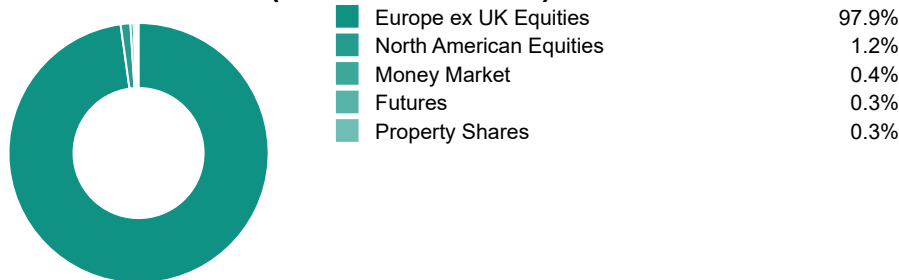 Europe ex UK Equities 97.9%
North American Equities 1.2%
Money Market 0.4%
Futures 0.3%
Property Shares 0.3%